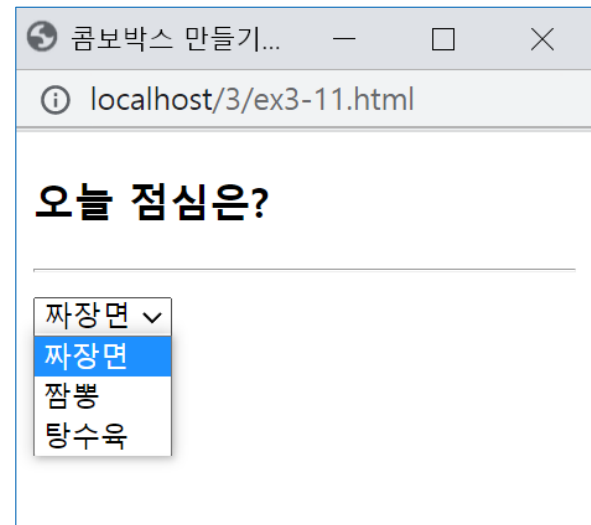 콤보박스 만들기...
localhost/3/ex3-11.html
오늘 점심은?
짜장면
짜장면
짬뽕
탕수육